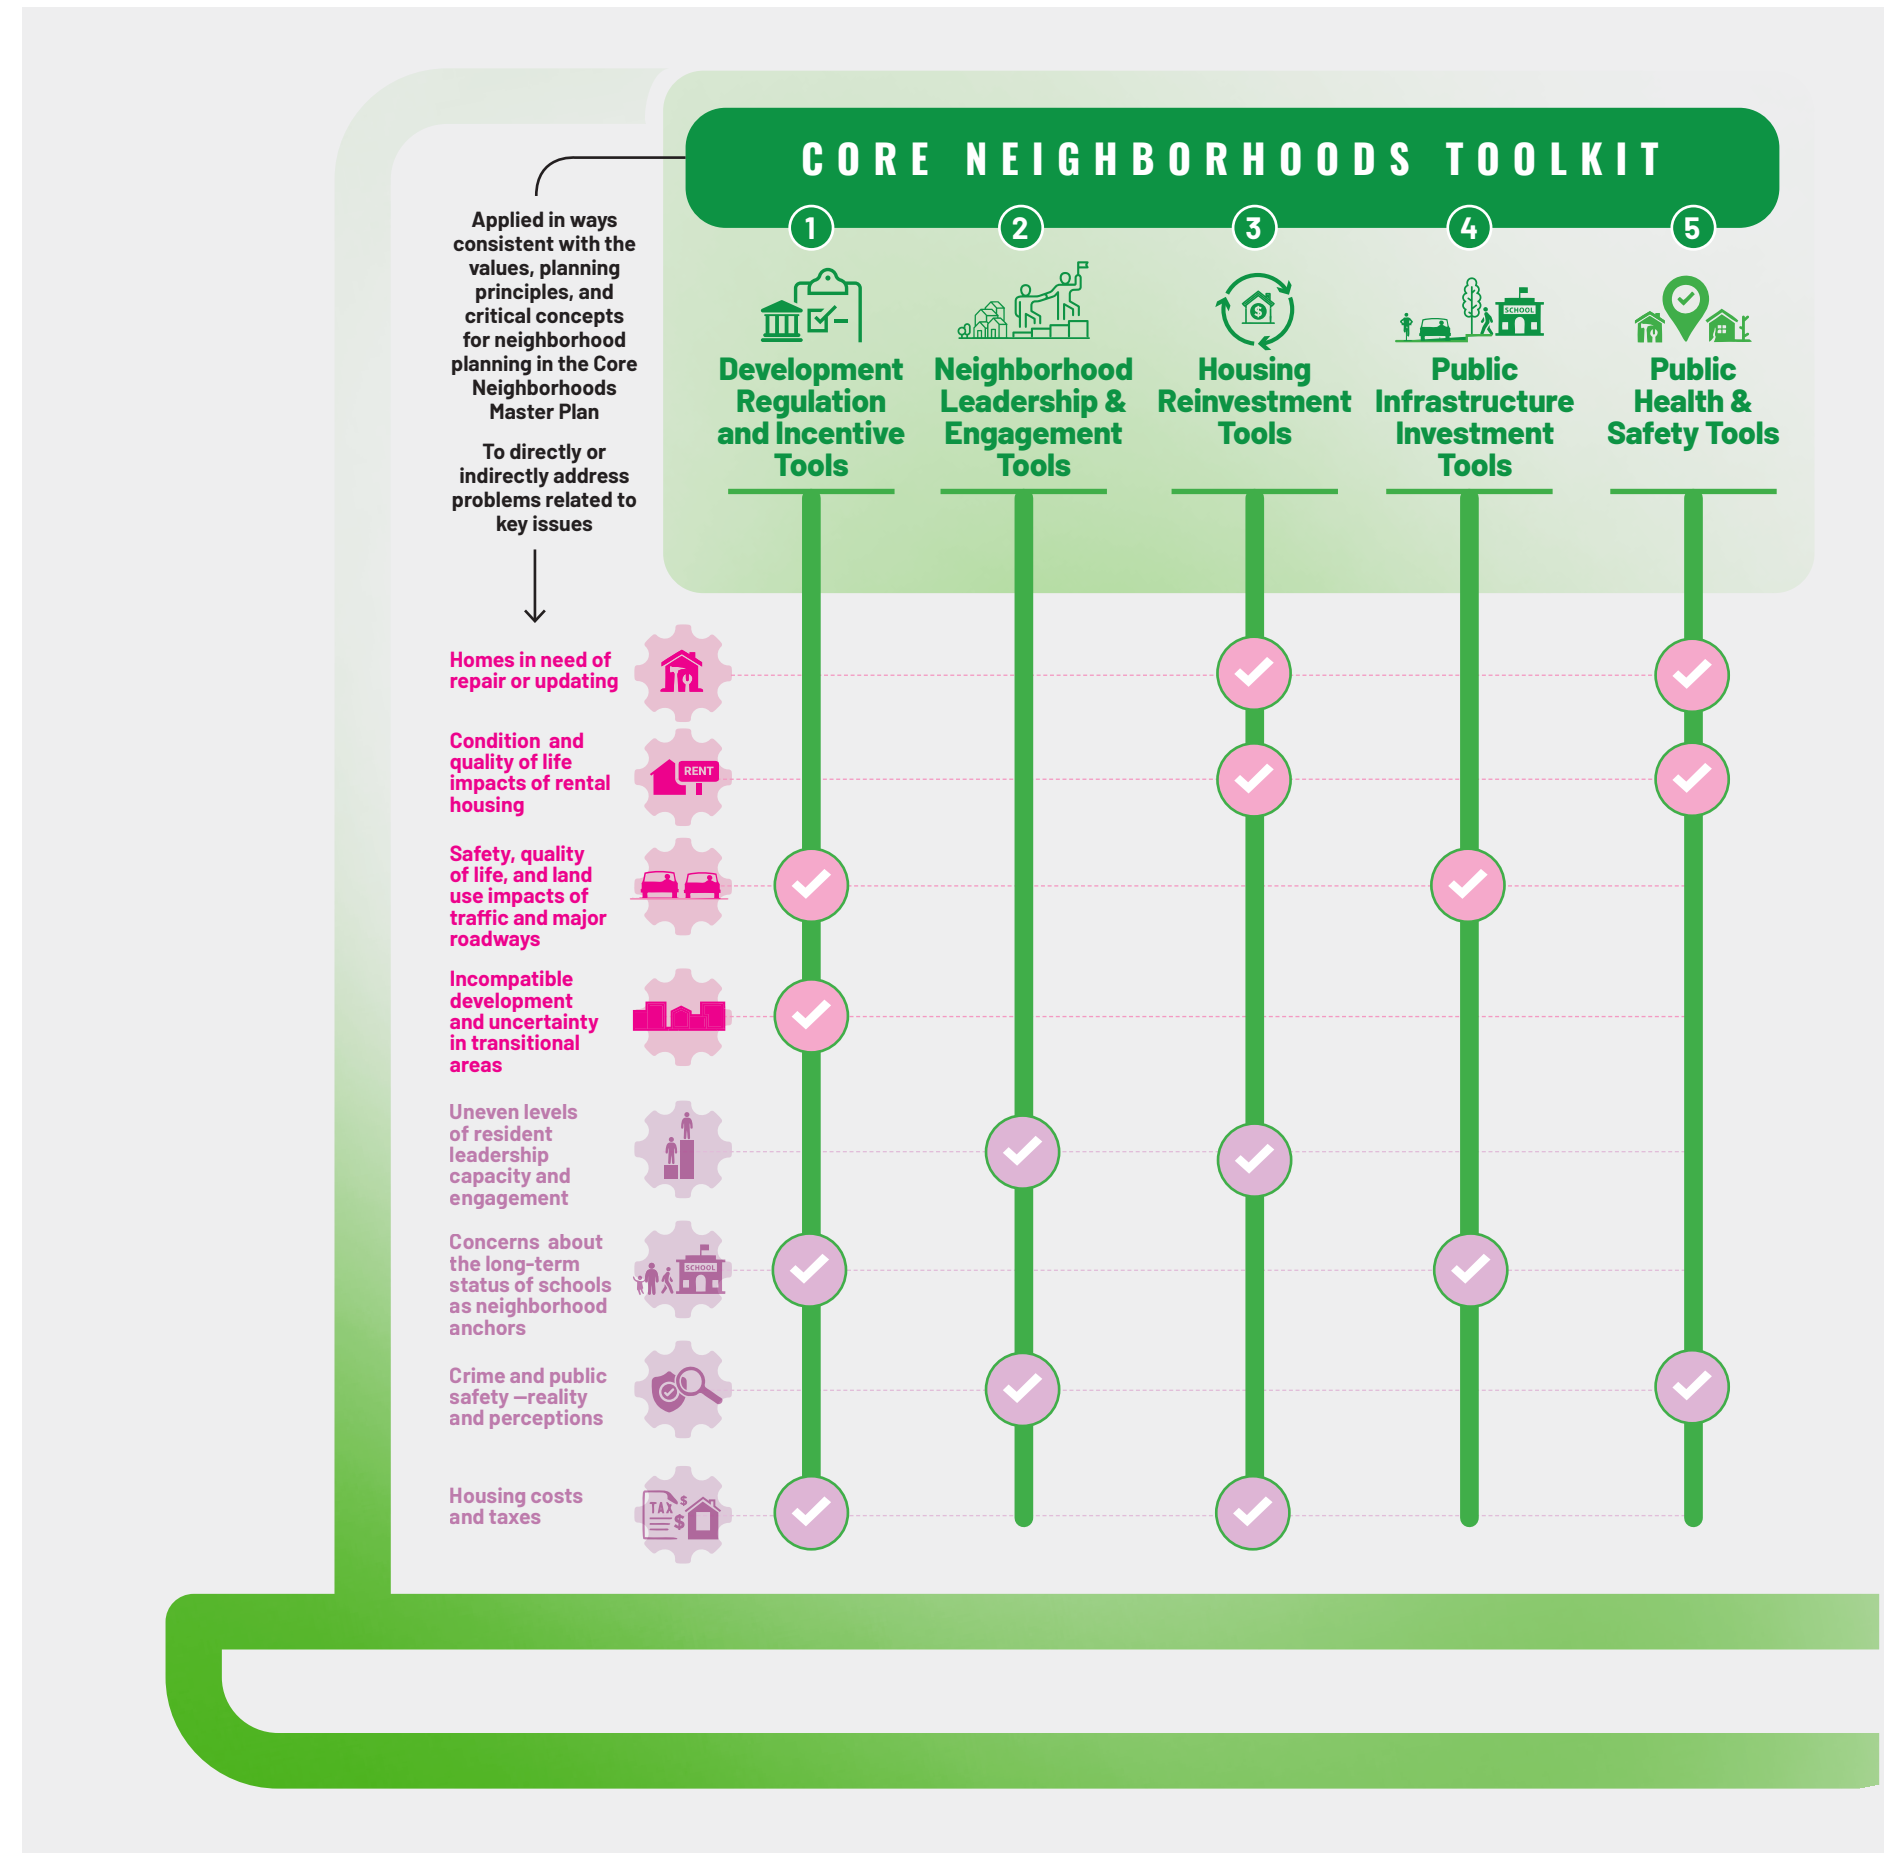 CORE NEIGHBORHOODS TOOLKIT
1
2
3
4
5
SCHOOL
Applied in ways
consistent with the
values, planning
principles, and
critical concepts
for neighborhood
planning in the Core
Neighborhoods
Master Plan
To directly or
indirectly address
problems related to
key issues
Development
Regulation
and Incentive
Tools
Neighborhood
Leadership &
Engagement
Tools
$
Housing
Reinvestment
Tools
Public
Infrastructure
Investment
Tools
Public
Health &
Safety Tools
Homes in need of
repair or updating
Condition and
quality of life
impacts of rental
housing
RENT
Safety, quality
of life, and land
use impacts of
traffic and major
roadways
Incompatible
development
and uncertainty
in transitional
areas
Uneven levels
of resident
leadership
capacity and
engagement
Concerns about
the long-term
status of schools
as neighborhood
anchors
SCHOOL
Crime and public
safety —reality
and perceptions
Housing costs
and taxes
TAX
$
$